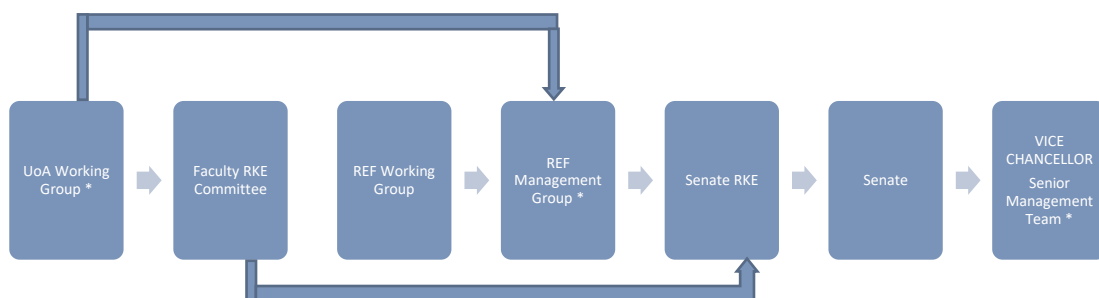 UoA Working
Group *
Faculty RKE
Committee
REF Working
Group
REF
Management
Group *
Senate RKE
Senate
VICE
CHANCELLOR
Senior
Management
Team *